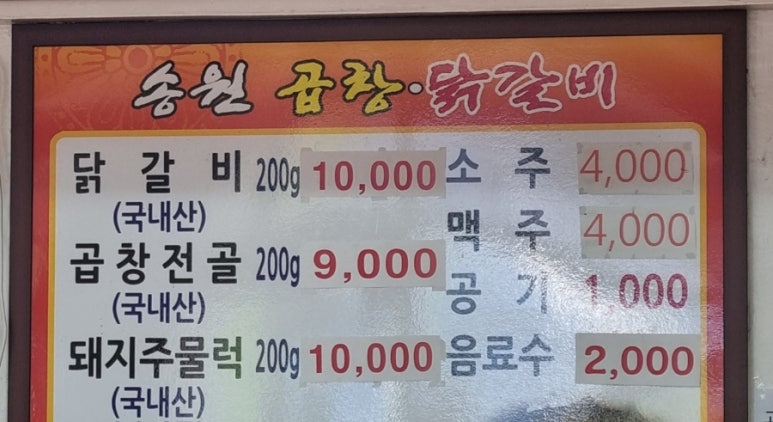 송원 곱창·닭갈비
닭갈비 200g 10,000 소주 4,000
(국내산)
맥주 4,000
곱창전골 200g 9,000
(국내산)
공기 1,000
돼지주물럭 200g 10,000 음료수 2,000
(국내산)